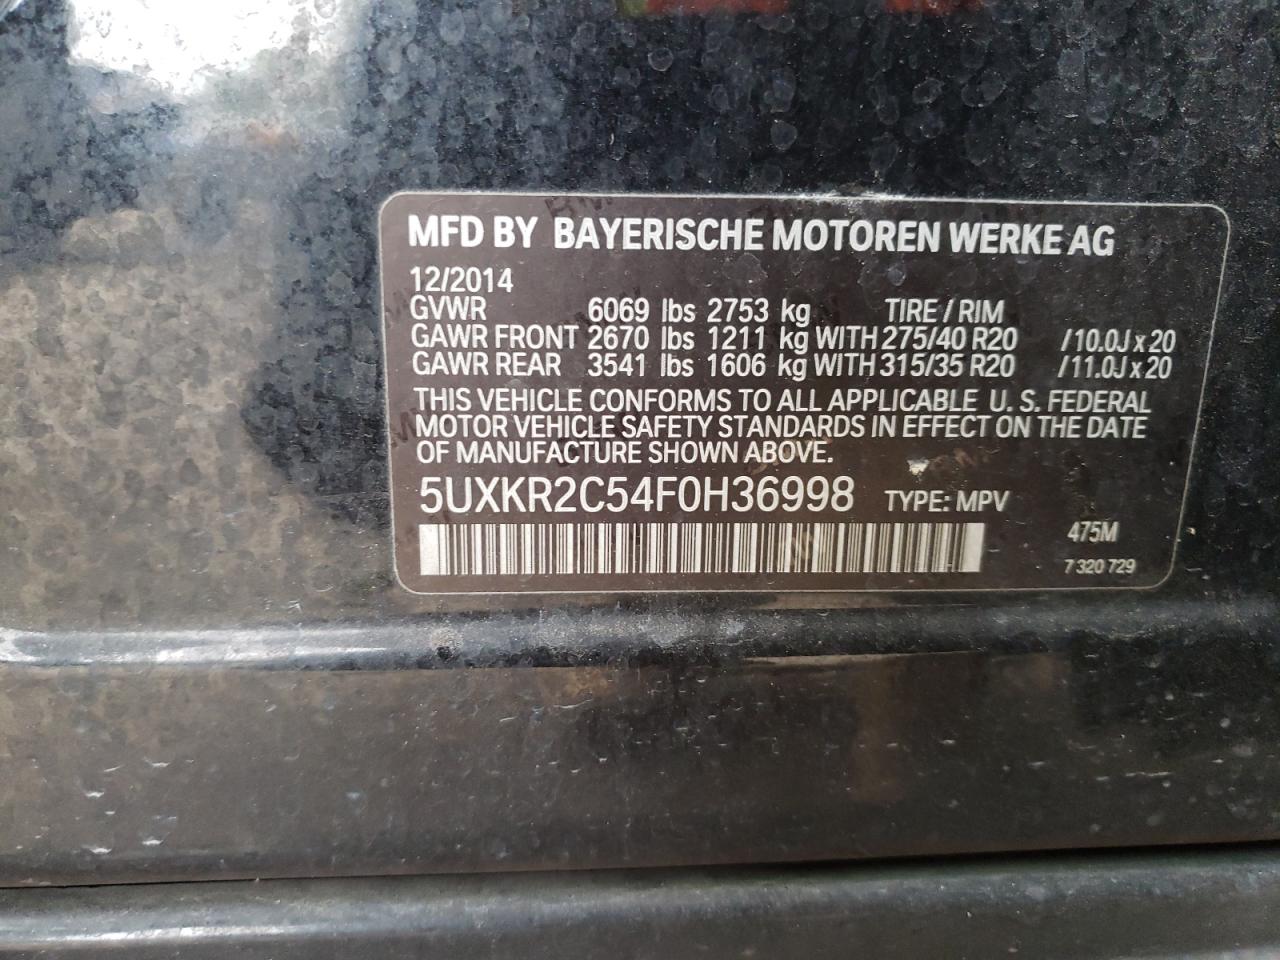 MFD BY BAYERISCHE MOTOREN WERKE AG
12/2014
GVWR 6069 lbs 2753 kg TIRE / RIM
GAWR FRONT 2670 lbs 1211 kg WITH 275/40 R20 /10.0J x 20
GAWR REAR 3541 lbs 1606 kg WITH 315/35 R20 /11.0J x 20
THIS VEHICLE CONFORMS TO ALL APPLICABLE U. S. FEDERAL
MOTOR VEHICLE SAFETY STANDARDS IN EFFECT ON THE DATE
OF MANUFACTURE SHOWN ABOVE.
5UXKR2C54F0H36998 TYPE: MPV
475M
7 320 729